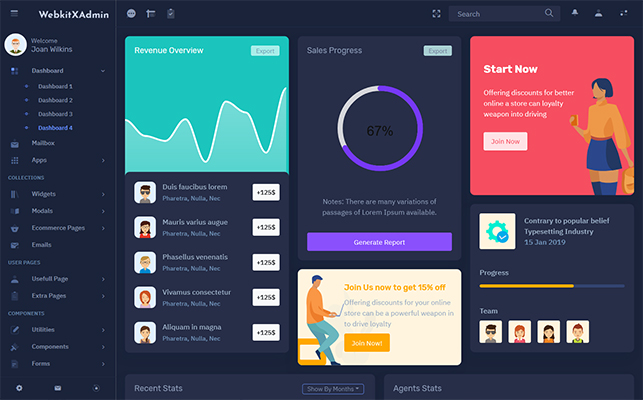 WebkitXAdmin
Search
Welcome
Joan Wilkins
Dashboard
Dashboard 1
Dashboard 2
Dashboard 3
Dashboard 4
Mailbox
Apps
COLLECTIONS
Widgets
Modals
Ecommerce Pages
Emails
USER PAGES
Usefull Page
Extra Pages
COMPONENTS
Utilities
Components
Forms
Revenue Overview
Export
Duis faucibus lorem
Pharetra, Nulla, Nec
+125$
Mauris varius augue
Pharetra, Nulla, Nec
+125$
Phasellus venenatis
Pharetra, Nulla, Nec
+125$
Vivamus consectetur
Pharetra, Nulla, Nec
+125$
Aliquam in magna
Pharetra, Nulla, Nec
+125$
Sales Progress
Export
67%
Notes: There are many variations of
passages of Lorem Ipsum available.
Generate Report
Join Us now to get 15% off
Offering discounts for your online
store can be a powerful weapon in
to drive loyalty
Join Now!
Start Now
Offering discounts for better
online a store can loyalty
weapon into driving
Join Now
Contrary to popular belief
Typesetting Industry
15 Jan 2019
Progress
Team
Recent Stats
Show By Months
Agents Stats